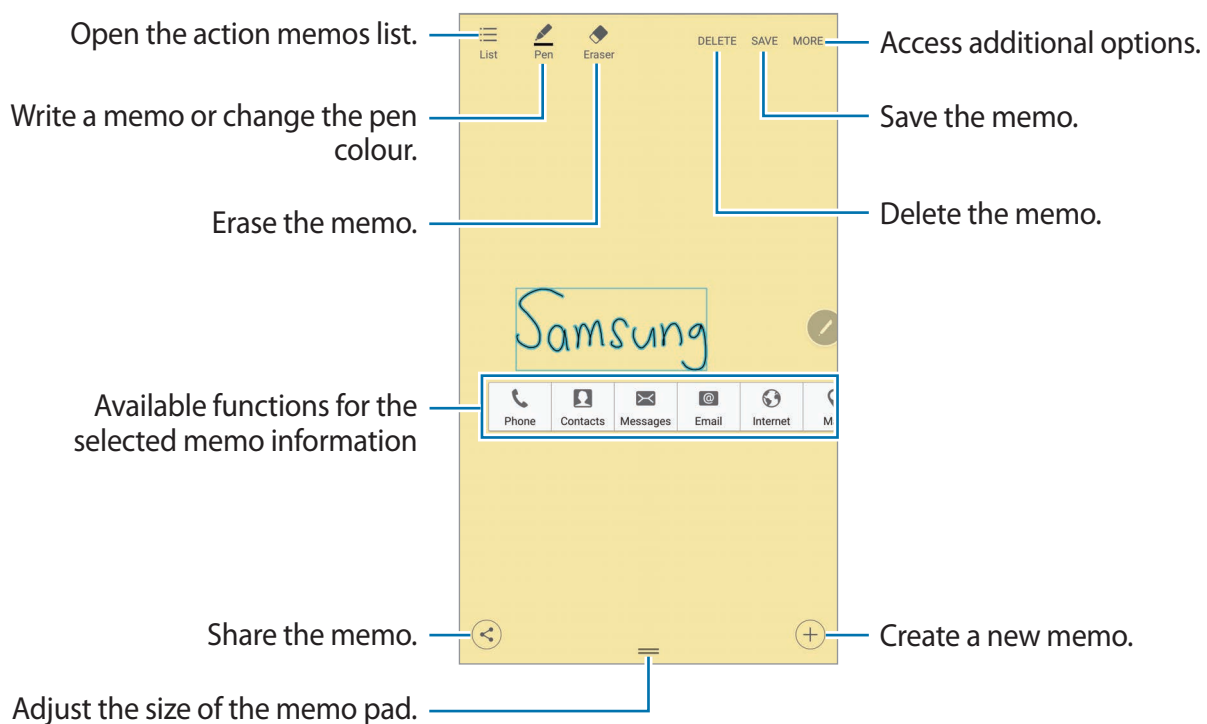 Open the action memos list.
Write a memo or change the pen
colour.
Erase the memo.
Available functions for the
selected memo information
Share the memo.
Adjust the size of the memo pad.
List Pen Eraser DELETE SAVE MORE
Samsung
Phone Contacts Messages Email Internet M
Access additional options.
Save the memo.
Delete the memo.
Create a new memo.